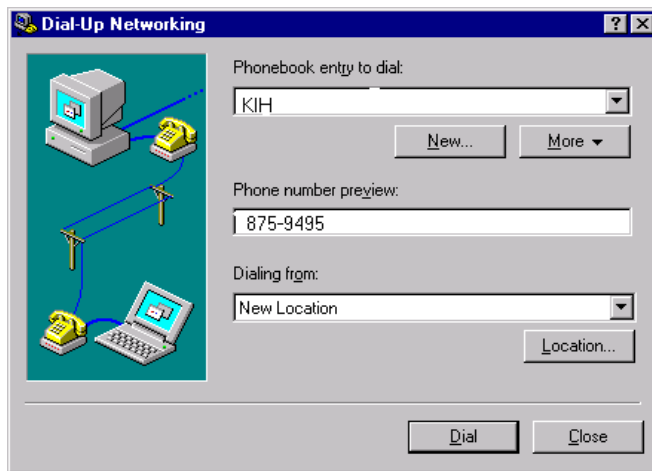 Dial-Up Networking
Phonebook entry to dial:
KIH
New... More
Phone number preview:
875-9495
Dialing from:
New Location
Location...
Dial Close